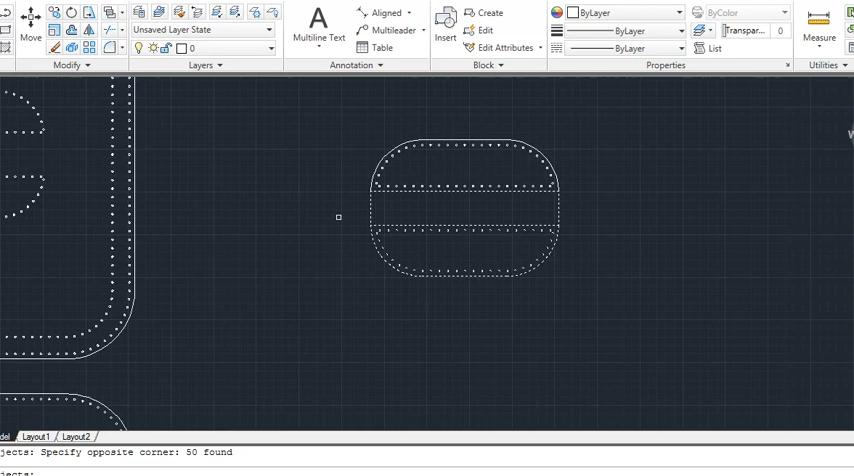 Move
Modify
Unsaved Layer State
0
Layers
A
Multiline Text
Aligned
Multileader
Table
Annotation
Insert
Create
Edit
Edit Attributes
Block
ByLayer
ByLayer
ByLayer
ByColor
Transpar...
0
List
Properties
Measure
Utilities
del
Layout1
Layout2
jects: Specify opposite corner: 50 found
jects: